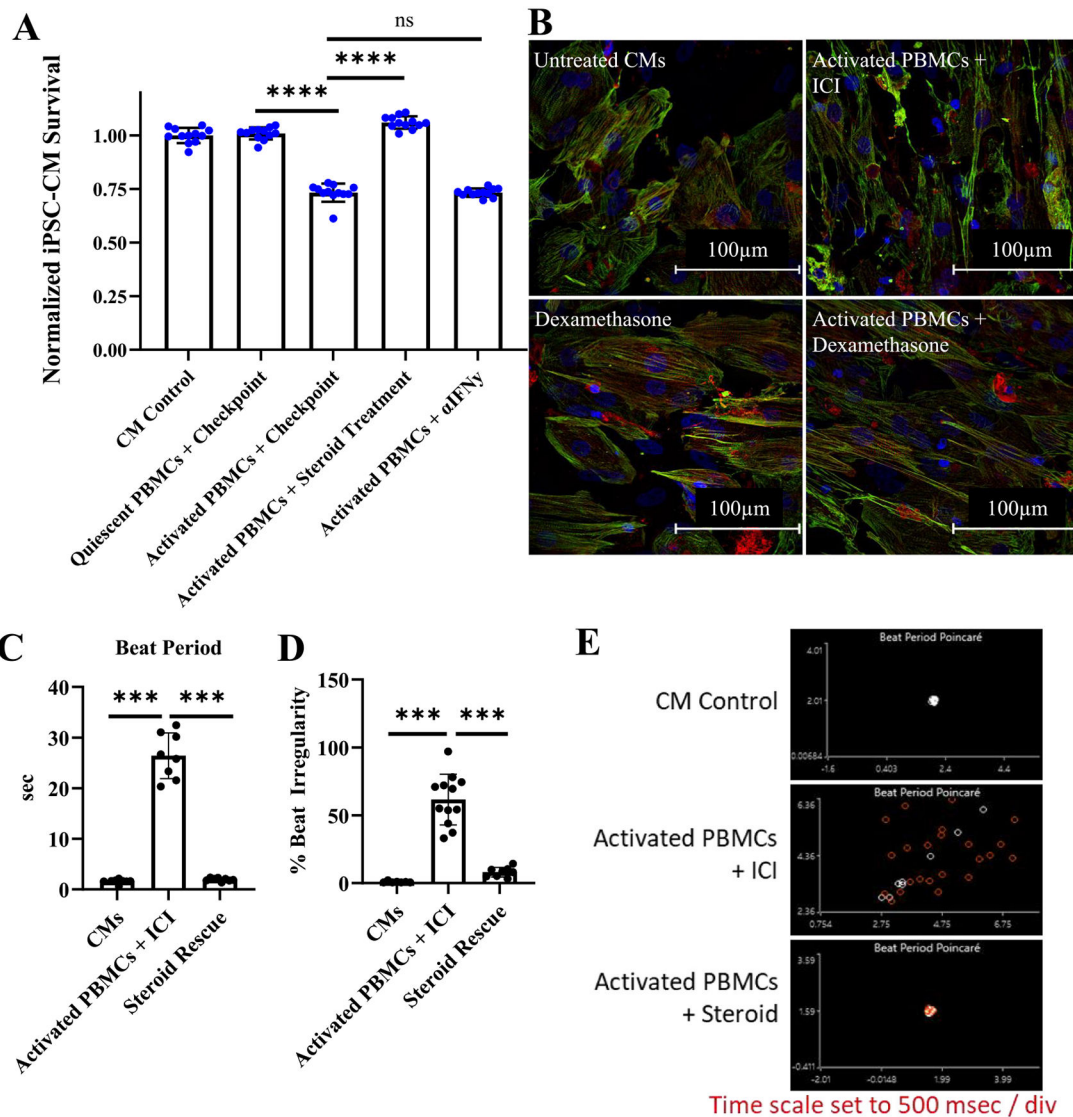 A
ns
****
****
Normalized iPSC-CM Survival
1.00
0.75
0.50
0.25
0.00
CM Control
Quiescent PBMCs + Checkpoint
Activated PBMCs + Checkpoint
Activated PBMCs + Steroid Treatment
Activated PBMCs + αIFNy
B
Untreated CMs
100µm
Activated PBMCs +
ICI
100µm
Dexamethasone
100µm
Activated PBMCs +
Dexamethasone
100µm
C
Beat Period
***
***
sec
40
30
20
10
0
CMs
Activated PBMCs + ICI
Steroid Rescue
D
***
***
% Beat Irregularity
150
100
50
0
CMs
Activated PBMCs + ICI
Steroid Rescue
E
CM Control
Beat Period Poincaré
4.01
2.01
0.00684
-1.6
0.403
2.4
4.4
Activated PBMCs
+ ICI
Beat Period Poincaré
6.36
4.36
2.36
0.754
2.75
4.75
6.75
Activated PBMCs
+ Steroid
Beat Period Poincaré
3.59
1.59
-0.411
-2.01
-0.0148
1.99
3.99
Time scale set to 500 msec / div